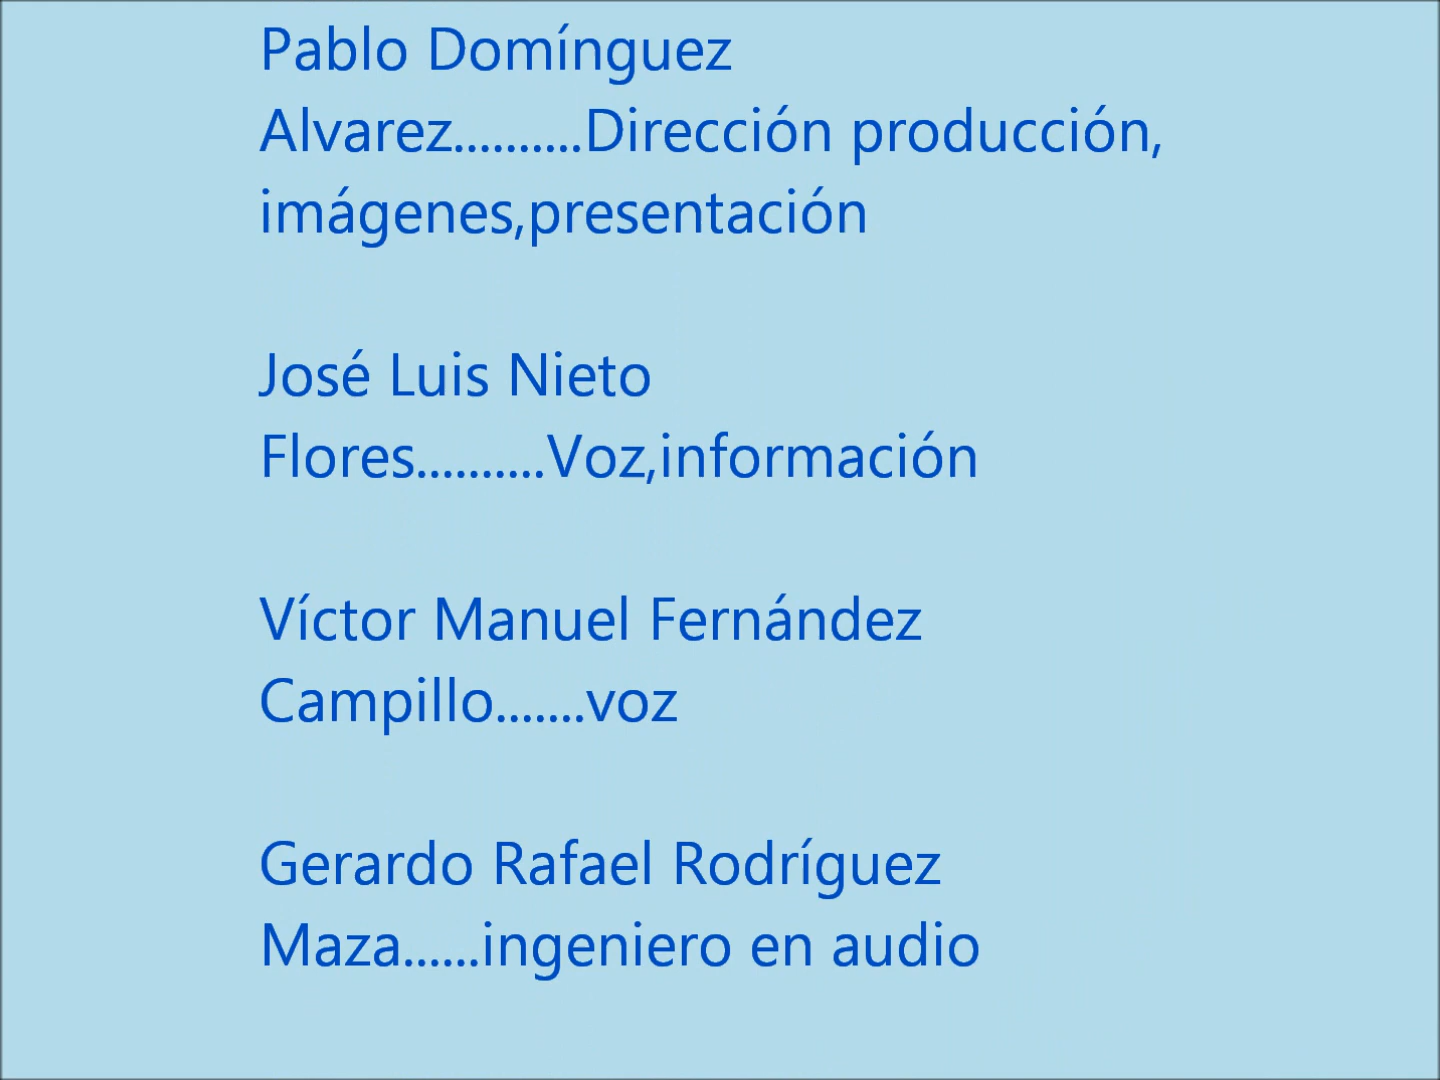 Pablo Domínguez
Alvarez..........Dirección producción,
imágenes,presentación
José Luis Nieto
Flores..........Voz,información
Víctor Manuel Fernández
Campillo.......voz
Gerardo Rafael Rodríguez
Maza......ingeniero en audio